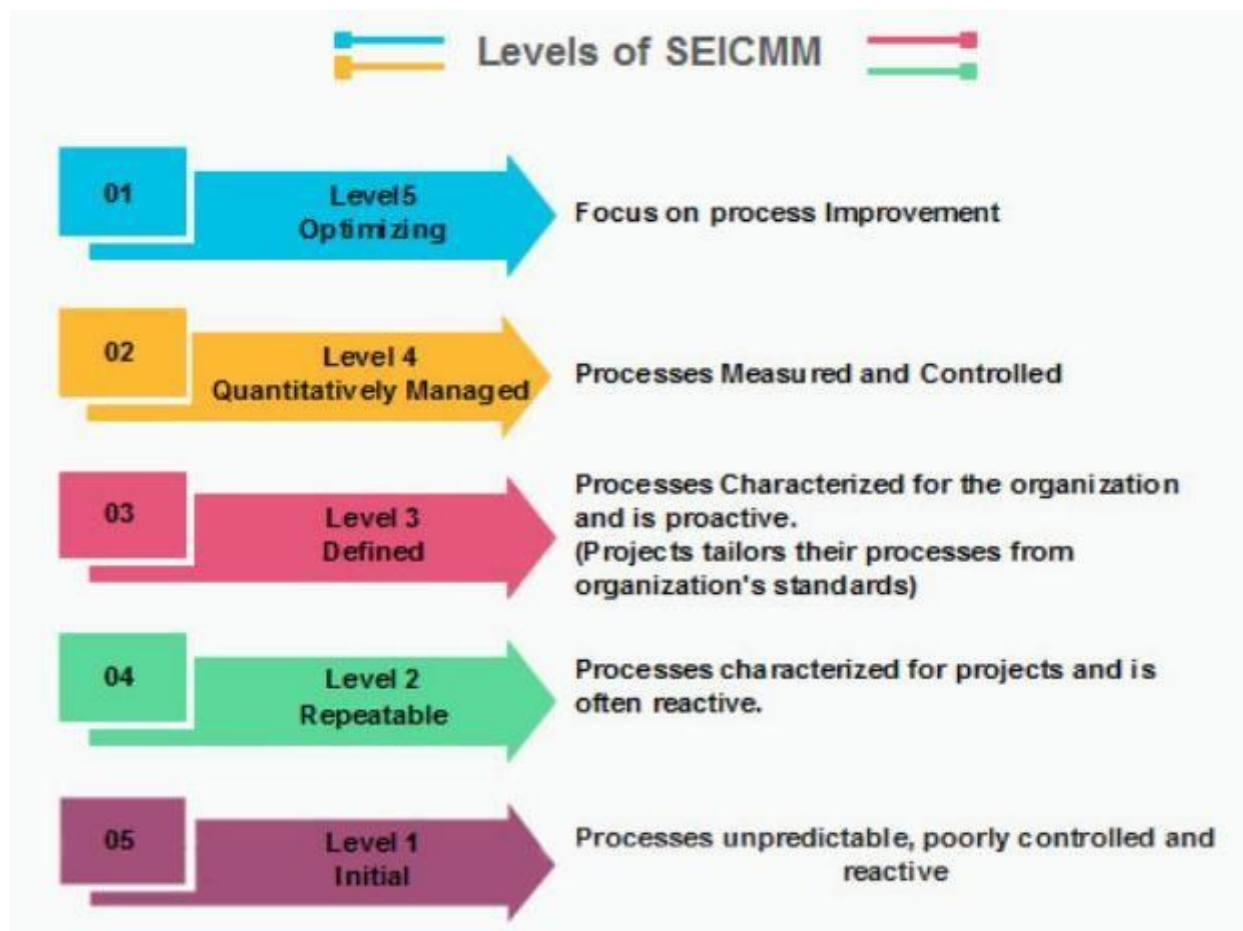 Levels of SEICMM
01
Level5
Optimizing
Focus on process Improvement
02
Level 4
Quantitatively Managed
Processes Measured and Controlled
03
Level 3
Defined
Processes Characterized for the organization
and is proactive.
(Projects tailors their processes from
organization's standards)
04
Level 2
Repeatable
Processes characterized for projects and is
often reactive.
05
Level 1
Initial
Processes unpredictable, poorly controlled and
reactive